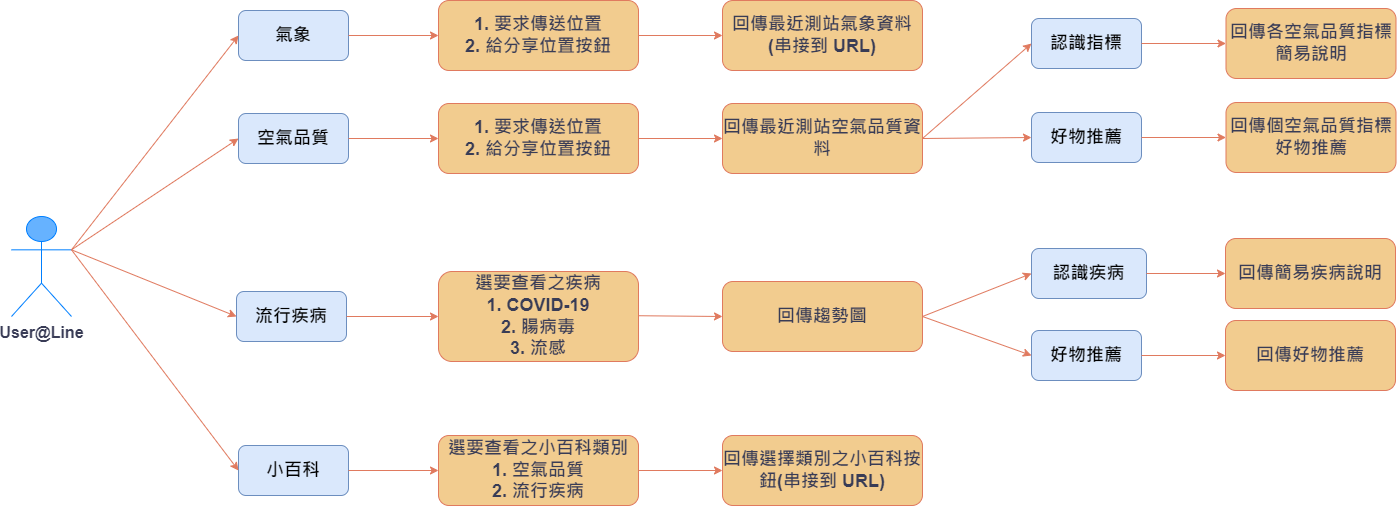 氣象
1. 要求傳送位置
2. 給分享位置按鈕
回傳最近測站氣象資料
(串接到 URL)
認識指標
回傳各空氣品質指標
簡易說明
空氣品質
1. 要求傳送位置
2. 給分享位置按鈕
回傳最近測站空氣品質資
料
好物推薦
回傳個空氣品質指標
好物推薦
User@Line
流行疾病
選要查看之疾病
1. COVID-19
2. 腸病毒
3. 流感
回傳趨勢圖
認識疾病
回傳簡易疾病說明
好物推薦
回傳好物推薦
小百科
選要查看之小百科類別
1. 空氣品質
2. 流行疾病
回傳選擇類別之小百科按
鈕(串接到 URL)